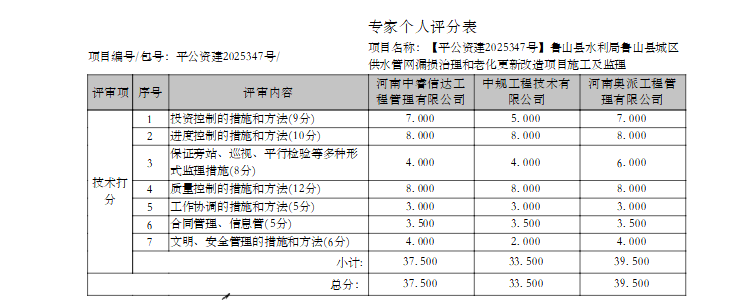 专家个人评分表
项目编号/包号：平公资建2025347号/
项目名称：【平公资建2025347号】鲁山县水利局鲁山县城区
供水管网漏损治理和老化更新改造项目施工及监理
评审项 序号 评审内容 河南中睿信达工程管理有限公司 中规工程技术有限公司 河南奥派工程管理有限公司
技术打分
1 投资控制的措施和方法(9分) 7.000 5.000 7.000
2 进度控制的措施和方法(10分) 8.000 8.000 8.000
3 保证旁站、巡视、平行检验等多种形式监理措施(8分) 4.000 4.000 6.000
4 质量控制的措施和方法(12分) 8.000 8.000 8.000
5 工作协调的措施和方法(5分) 3.000 3.000 3.000
6 合同管理、信息管(5分) 3.500 3.500 3.500
7 文明、安全管理的措施和方法(6分) 4.000 2.000 4.000
小计: 37.500 33.500 39.500
总分: 37.500 33.500 39.500